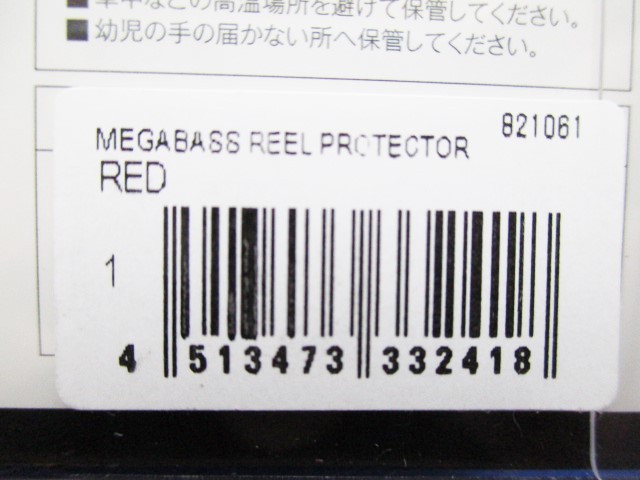 ■ 車中などの高温場所を避けて保管してください。
■ 幼児の手の届かない所へ保管してください。
821061
MEGABASS REEL PROTECTOR
RED
1
4 513473 332418